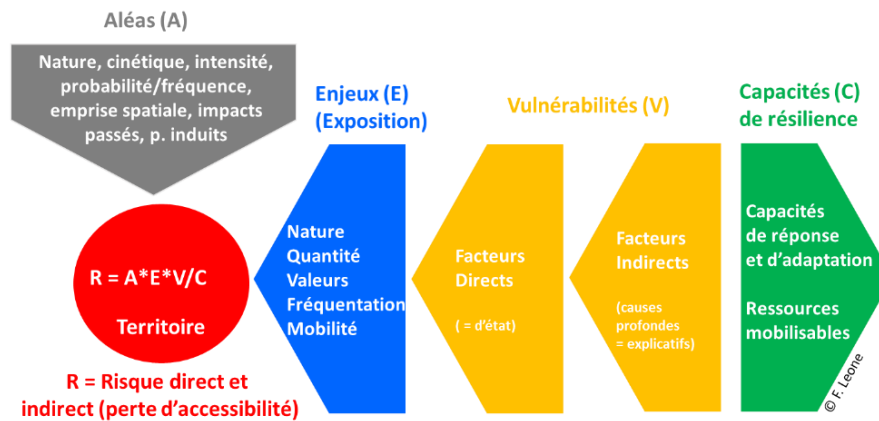 Aléas (A)
Nature, cinétique, intensité,
probabilité/fréquence,
emprise spatiale, impacts
passés, p. induits
R = A*E*V/C
Territoire
R = Risque direct et
indirect (perte d'accessibilité)
Enjeux (E)
(Exposition)
Nature
Quantité
Valeurs
Fréquentation
Mobilité
Vulnérabilités (V)
Facteurs
Directs
( = d'état)
Facteurs
Indirects
(causes
profondes
= explicatifs)
Capacités (C)
de résilience
Capacités
de réponse
et d'adaptation
Ressources
mobilisables
© F. Leone